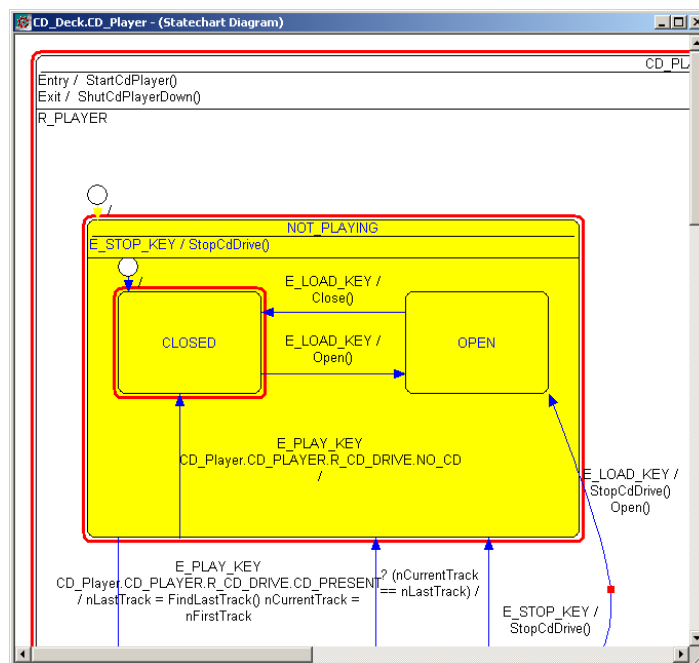 CD_Deck.CD_Player - (Statechart Diagram)
Entry / StartCdPlayer()
Exit / ShutCdPlayerDown()
R_PLAYER
/
NOT_PLAYING
E_STOP_KEY / StopCdDrive()
/
E_LOAD_KEY /
Close()
CLOSED
E_LOAD_KEY /
Open()
OPEN
E_PLAY_KEY
CD_Player.CD_PLAYER.R_CD_DRIVE.NO_CD
/
E_LOAD_KEY /
StopCdDrive()
Open()
E_PLAY_KEY
CD_Player.CD_PLAYER.R_CD_DRIVE.CD_PRESENT
/ nLastTrack = FindLastTrack() nCurrentTrack =
nFirstTrack
? (nCurrentTrack
== nLastTrack) /
E_STOP_KEY /
StopCdDrive()